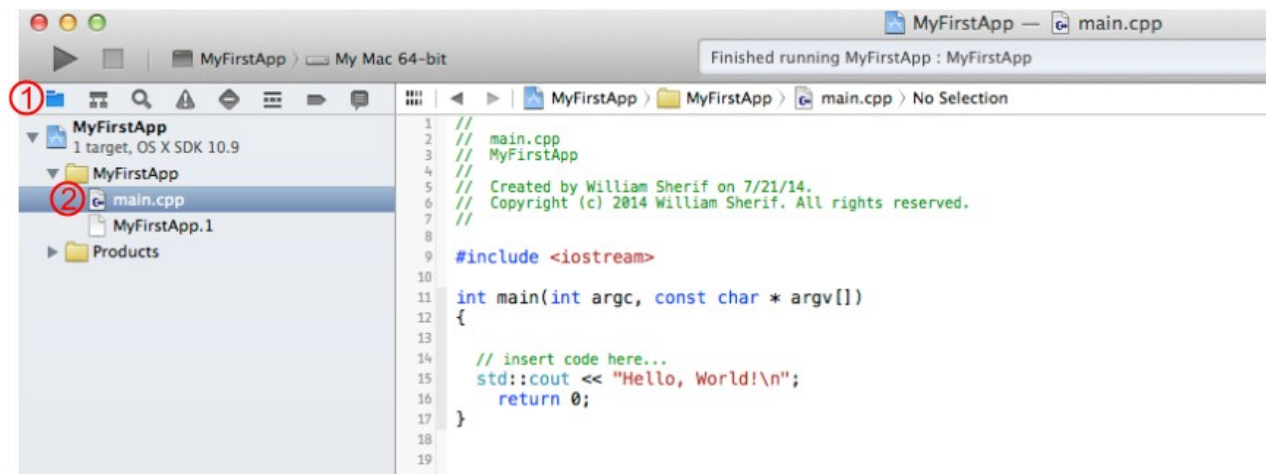 MyFirstApp — main.cpp
MyFirstApp 〉 My Mac 64-bit
Finished running MyFirstApp : MyFirstApp
1
MyFirstApp 〉 MyFirstApp 〉 main.cpp 〉 No Selection
MyFirstApp
1 target, OS X SDK 10.9
MyFirstApp
2 main.cpp
MyFirstApp.1
Products
1 //
2 //  main.cpp
3 //  MyFirstApp
4 //
5 //  Created by William Sherif on 7/21/14.
6 //  Copyright (c) 2014 William Sherif. All rights reserved.
7 //
8
9 #include <iostream>
10
11 int main(int argc, const char * argv[])
12 {
13
14   // insert code here...
15   std::cout << "Hello, World!\n";
16     return 0;
17 }
18
19